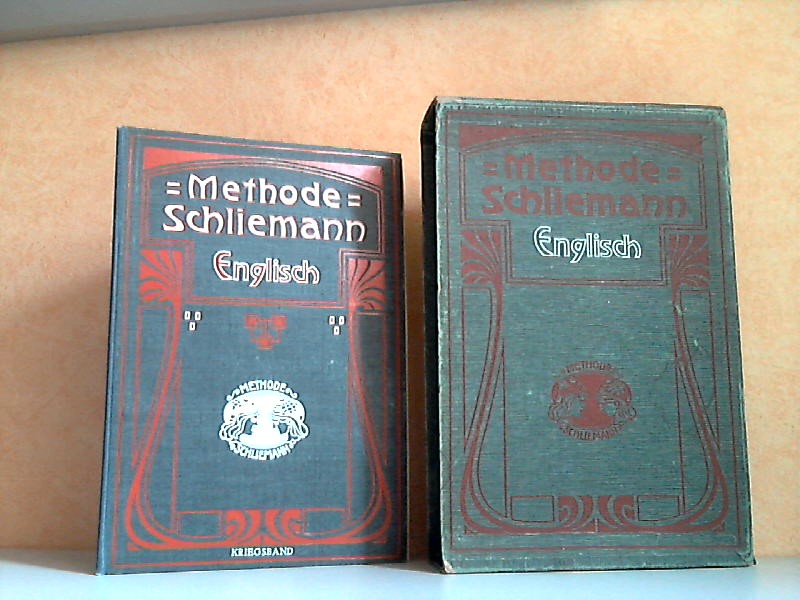 =Methode=
Schliemann
Englisch
METHODE
SCHLIEMANN
KRIEGSBAND
=Methode=
Schliemann
Englisch
METHODE
SCHLIEMANN